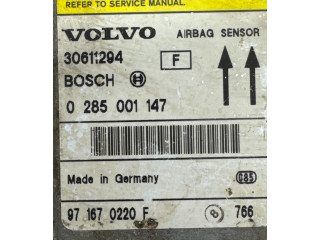 REFER TO SERVICE MANUAL.
VOLVO AIRBAG SENSOR
30611294 F
BOSCH
0 285 001 147
Made in Germany
97 167 0220 F 8 766